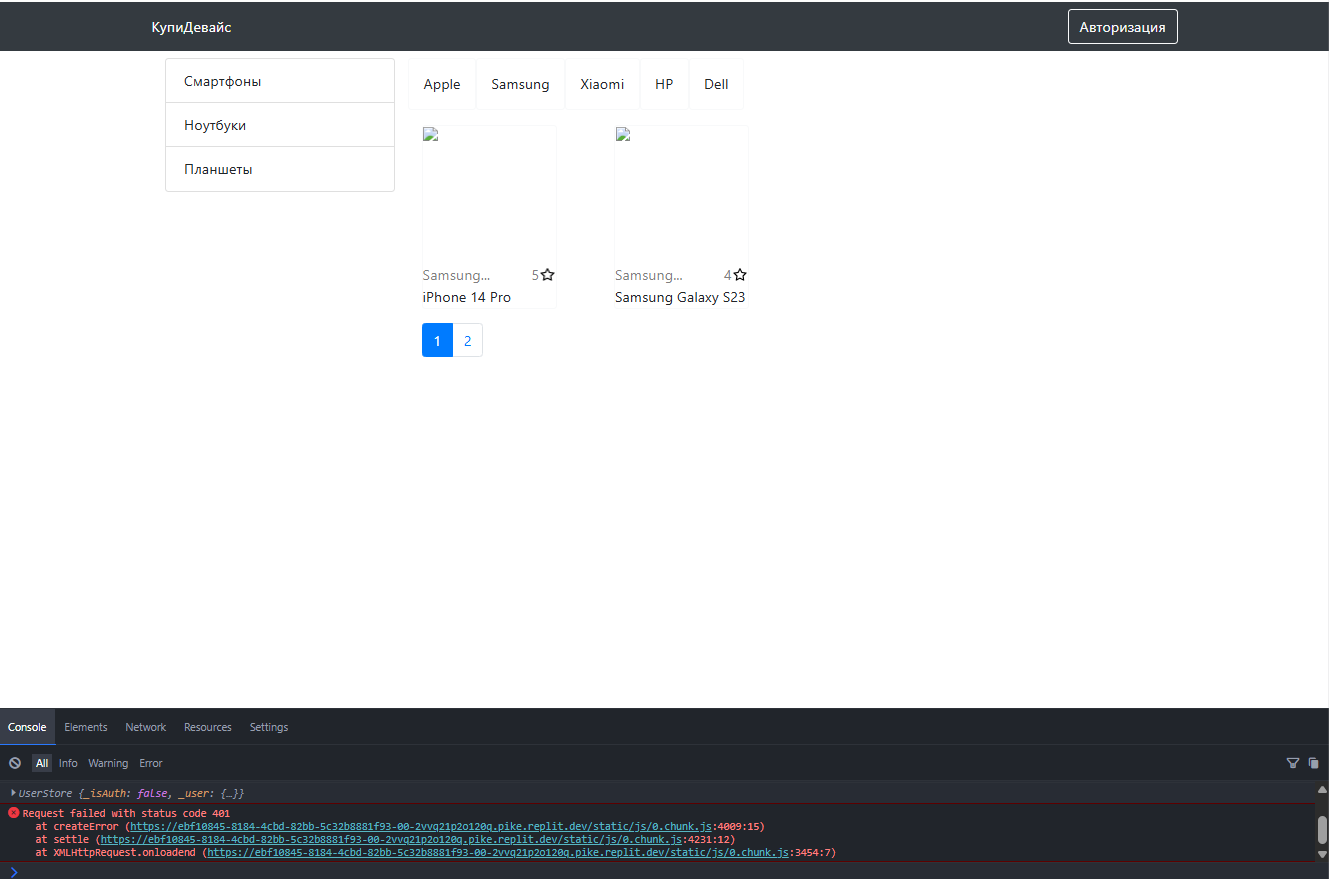 КупиДевайс Авторизация
Смартфоны
Ноутбуки
Планшеты
Apple Samsung Xiaomi HP Dell
Samsung... 5
iPhone 14 Pro
Samsung... 4
Samsung Galaxy S23
1 2
Console Elements Network Resources Settings
All Info Warning Error
UserStore {_isAuth: false, _user: {…}}
Request failed with status code 401
at createError (https://ebf10845-8184-4cbd-82bb-5c32b8881f93-00-2vvq21p2o120q.pike.replit.dev/static/js/0.chunk.js:4009:15)
at settle (https://ebf10845-8184-4cbd-82bb-5c32b8881f93-00-2vvq21p2o120q.pike.replit.dev/static/js/0.chunk.js:4231:12)
at XMLHttpRequest.onloadend (https://ebf10845-8184-4cbd-82bb-5c32b8881f93-00-2vvq21p2o120q.pike.replit.dev/static/js/0.chunk.js:3454:7)